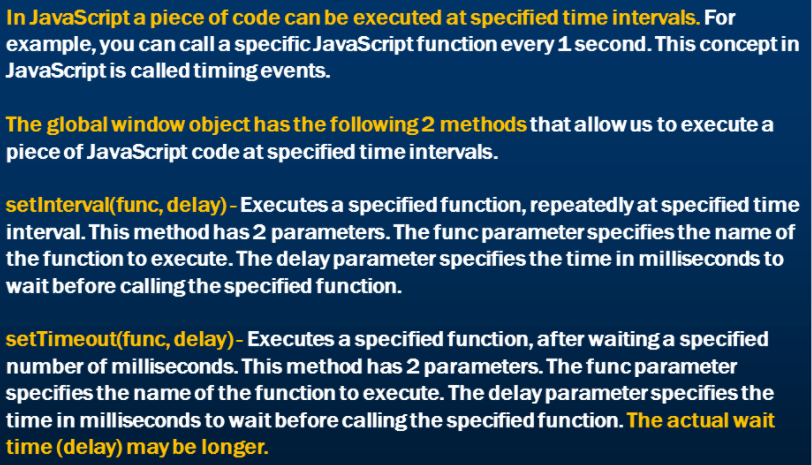 In JavaScript a piece of code can be executed at specified time intervals. For
example, you can call a specific JavaScript function every 1 second. This concept in
JavaScript is called timing events.
The global window object has the following 2 methods that allow us to execute a
piece of JavaScript code at specified time intervals.
setInterval(func, delay) - Executes a specified function, repeatedly at specified time
interval. This method has 2 parameters. The func parameter specifies the name of
the function to execute. The delay parameter specifies the time in milliseconds to
wait before calling the specified function.
setTimeout(func, delay) - Executes a specified function, after waiting a specified
number of milliseconds. This method has 2 parameters. The func parameter
specifies the name of the function to execute. The delay parameter specifies the
time in milliseconds to wait before calling the specified function. The actual wait
time (delay) may be longer.